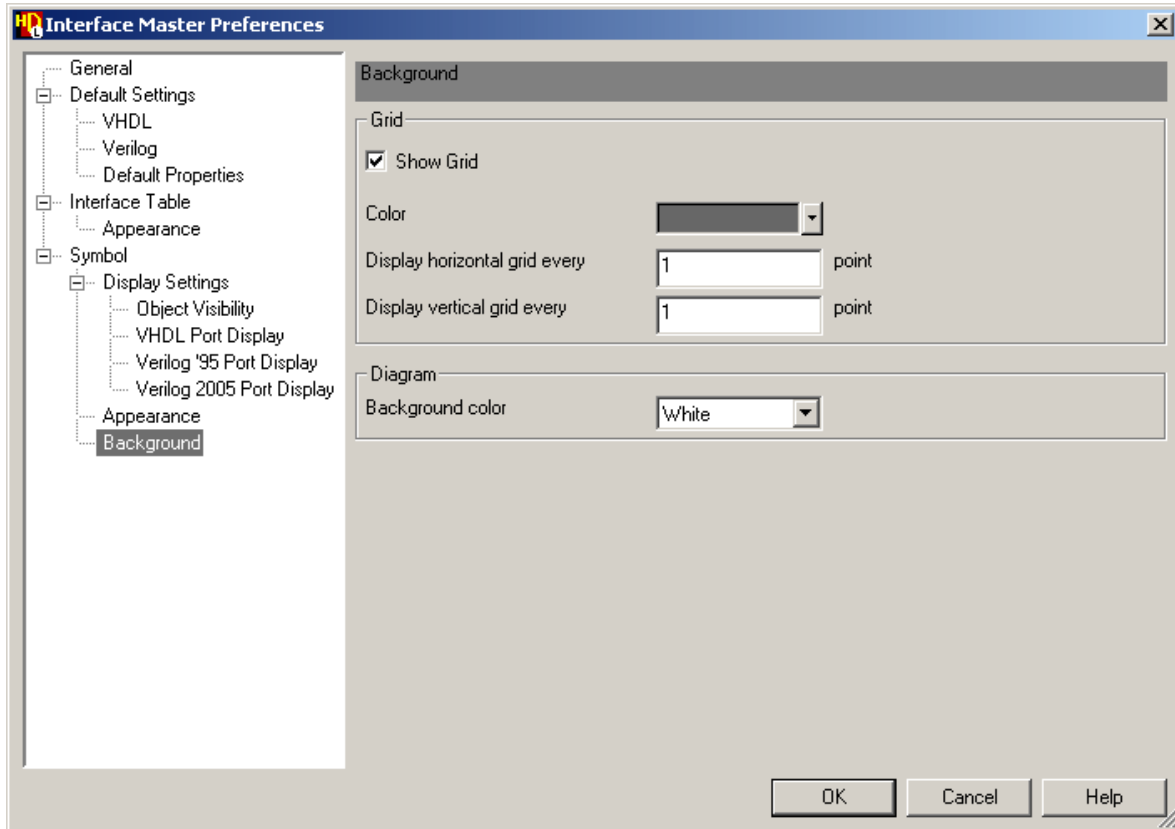 HDL Interface Master Preferences
General
Default Settings
VHDL
Verilog
Default Properties
Interface Table
Appearance
Symbol
Display Settings
Object Visibility
VHDL Port Display
Verilog '95 Port Display
Verilog 2005 Port Display
Appearance
Background
Background
Grid
Show Grid
Color
Display horizontal grid every 1 point
Display vertical grid every 1 point
Diagram
Background color White
OK Cancel Help